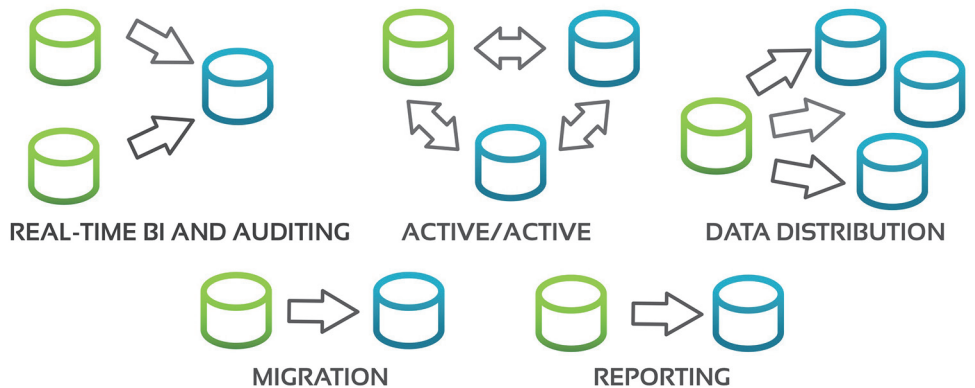 REAL-TIME BI AND AUDITING
ACTIVE/ACTIVE
DATA DISTRIBUTION
MIGRATION
REPORTING